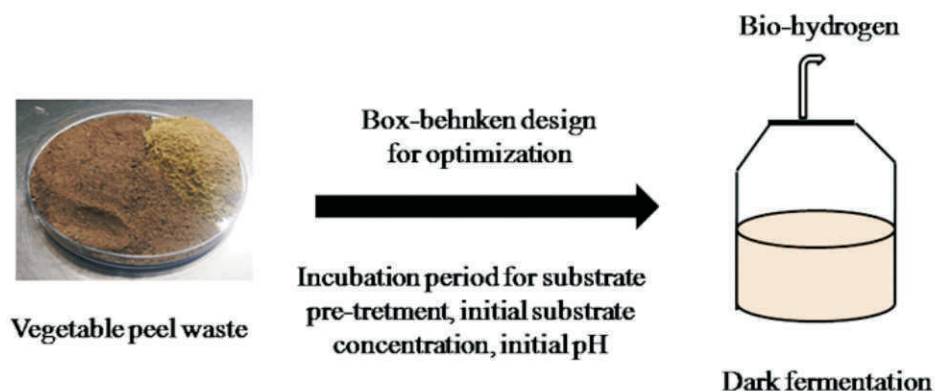 Bio-hydrogen
Box-behnken design
for optimization
Incubation period for substrate
pre-tretment, initial substrate
concentration, initial pH
Vegetable peel waste
Dark fermentation